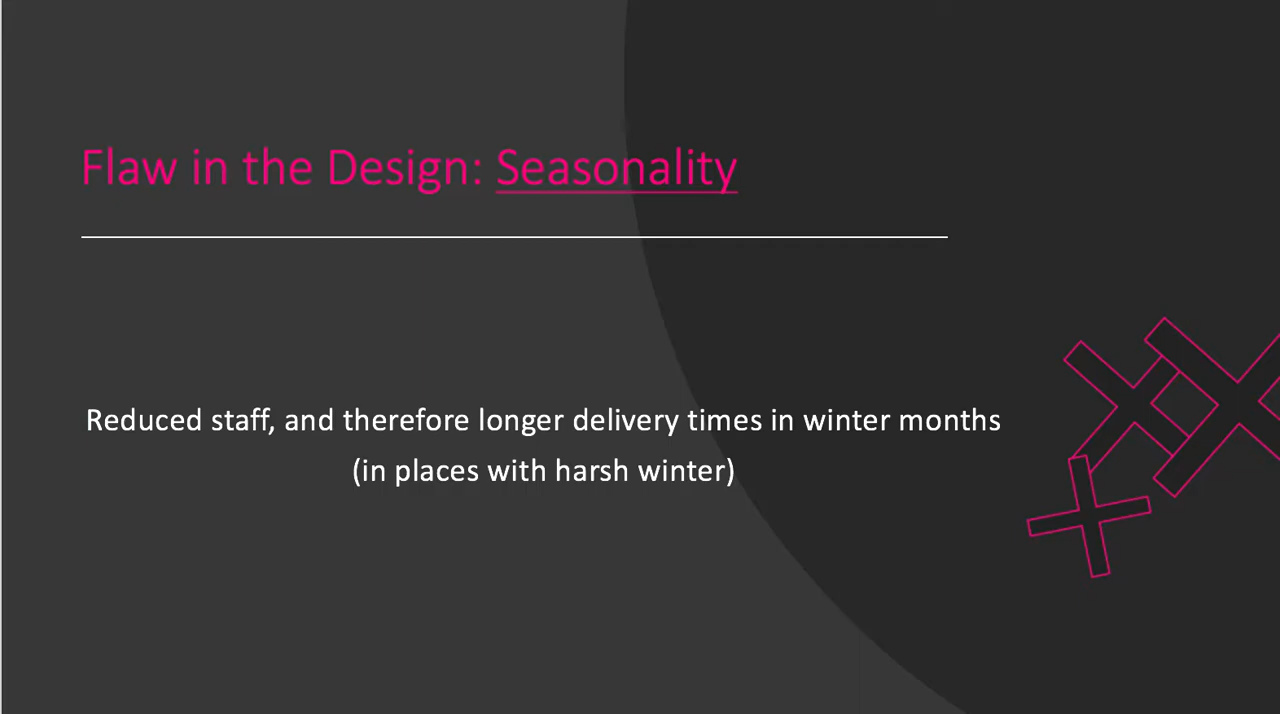 Flaw in the Design: Seasonality
Reduced staff, and therefore longer delivery times in winter months
(in places with harsh winter)